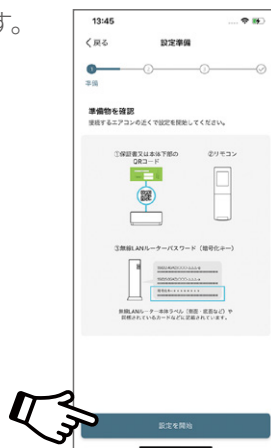 す。
13:45
戻る 設定準備
準備
準備物を確認
接続するエアコンの近くで設定を開始してください。
①保証書又は本体下部の
QRコード
②リモコン
③無線LANルーターパスワード（暗号化キー）
無線LANルーター本体ラベル（側面・底面など）や
同梱されているカードなどに記載されています。
設定を開始